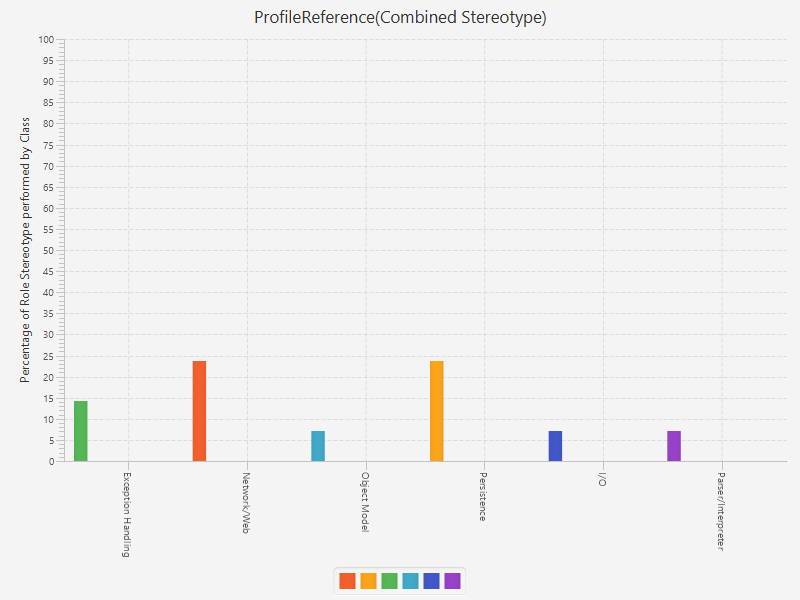 ProfileReference(Combined Stereotype)
Percentage of Role Stereotype performed by Class
100
95
90
85
80
75
70
65
60
55
50
45
40
35
30
25
20
15
10
5
0
Exception Handling
Network/Web
Object Model
Persistence
I/O
Parser/Interpreter